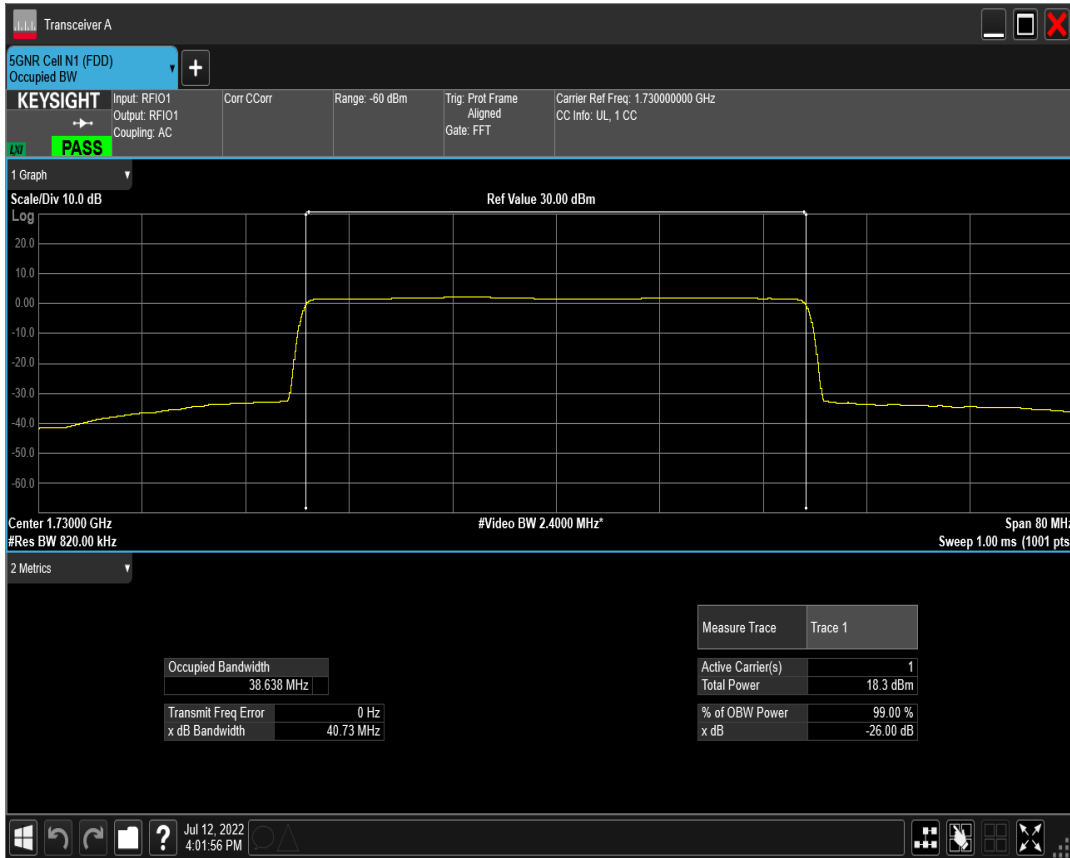 Transceiver A
5GNR Cell N1 (FDD)
Occupied BW
+
KEYSIGHT
LXI
PASS
Input: RFIO1
Output: RFIO1
Coupling: AC
Corr CCorr
Range: -60 dBm
Trig: Prot Frame
Aligned
Gate: FFT
Carrier Ref Freq: 1.730000000 GHz
CC Info: UL, 1 CC
1 Graph
Scale/Div 10.0 dB
Ref Value 30.00 dBm
Log
20.0
10.0
0.00
-10.0
-20.0
-30.0
-40.0
-50.0
-60.0
Center 1.73000 GHz
#Video BW 2.4000 MHz*
Span 80 MHz
#Res BW 820.00 kHz
Sweep 1.00 ms (1001 pts
2 Metrics
Measure Trace Trace 1
Occupied Bandwidth
38.638 MHz
Active Carrier(s) 1
Total Power 18.3 dBm
Transmit Freq Error 0 Hz
x dB Bandwidth 40.73 MHz
% of OBW Power 99.00 %
x dB -26.00 dB
?
Jul 12, 2022
4:01:56 PM